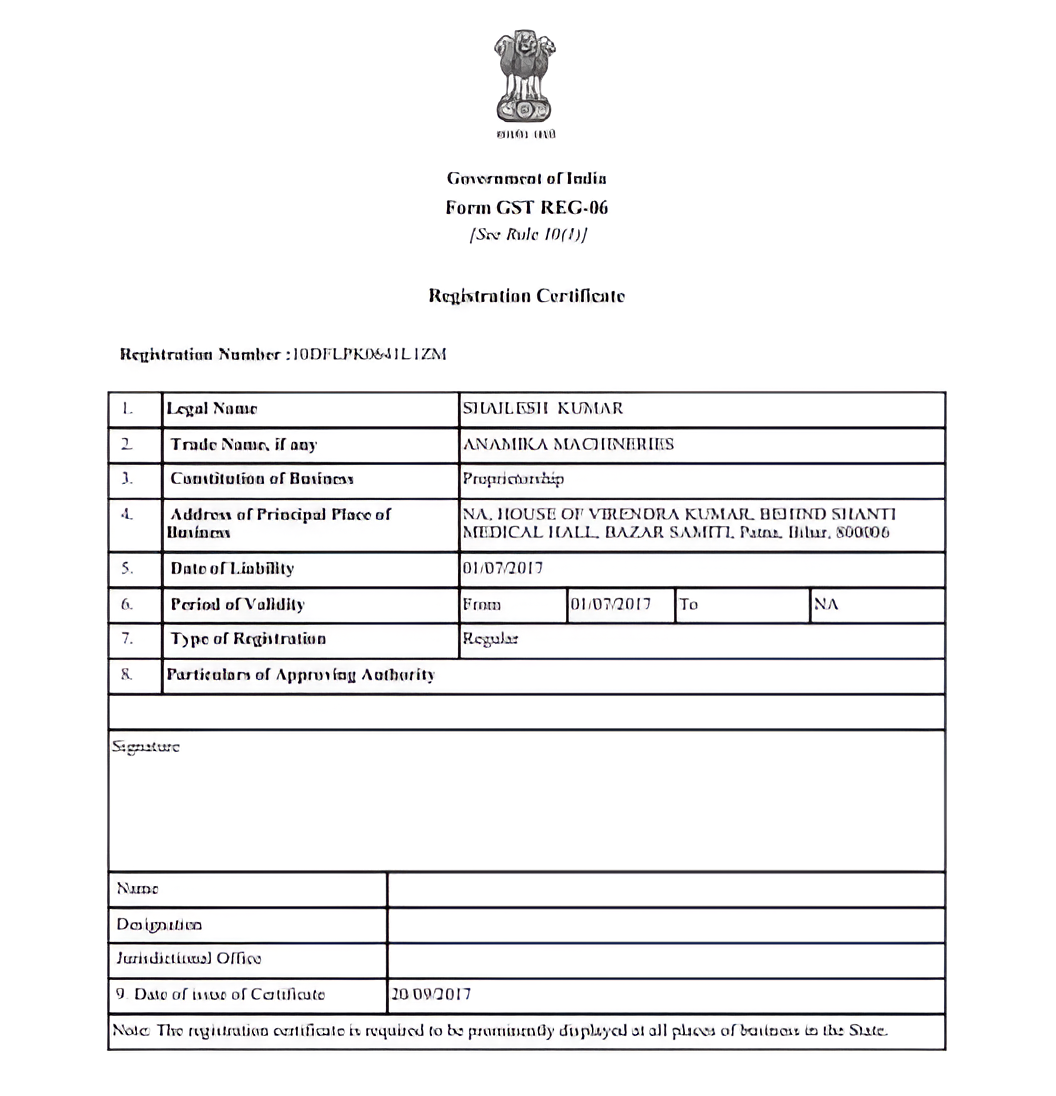 Government of India
Form GST REG-06
[See Rule 10(1)]
Registration Certificate
Registration Number :10DFLPK0641L1ZM
1. Legal Name SHAILESH KUMAR
2. Trade Name, if any ANAMIKA MACHINERIES
3. Constitution of Business Proprietorship
4. Address of Principal Place of Business NA, HOUSE OF VIRENDRA KUMAR, BEHIND SHANTI
MEDICAL HALL, BAZAR SAMITI, Patna, Bihar, 800006
5. Date of Liability 01/07/2017
6. Period of Validity From 01/07/2017 To NA
7. Type of Registration Regular
8. Particulars of Approving Authority
Signature
Name
Designation
Jurisdictional Office
9. Date of issue of Certificate 20/09/2017
Note: The registration certificate is required to be prominently displayed at all places of business in the State.